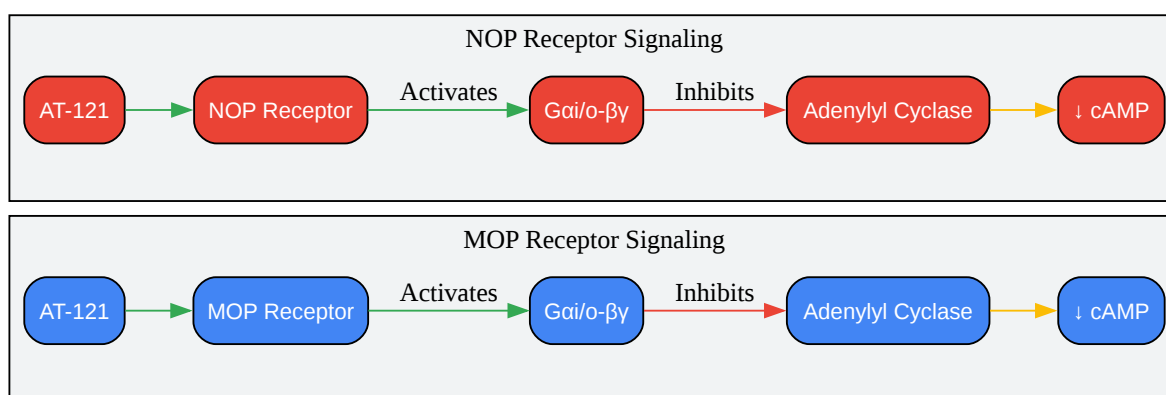 NOP Receptor Signaling
AT-121
NOP Receptor
Activates
Gαi/o-βγ
Inhibits
Adenylyl Cyclase
↓ cAMP
MOP Receptor Signaling
AT-121
MOP Receptor
Activates
Gαi/o-βγ
Inhibits
Adenylyl Cyclase
↓ cAMP